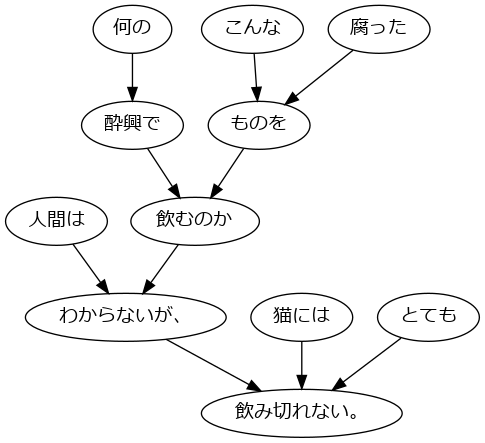 何の
こんな
腐った
酔興で
ものを
人間は
飲むのか
わからないが、
猫には
とても
飲み切れない。